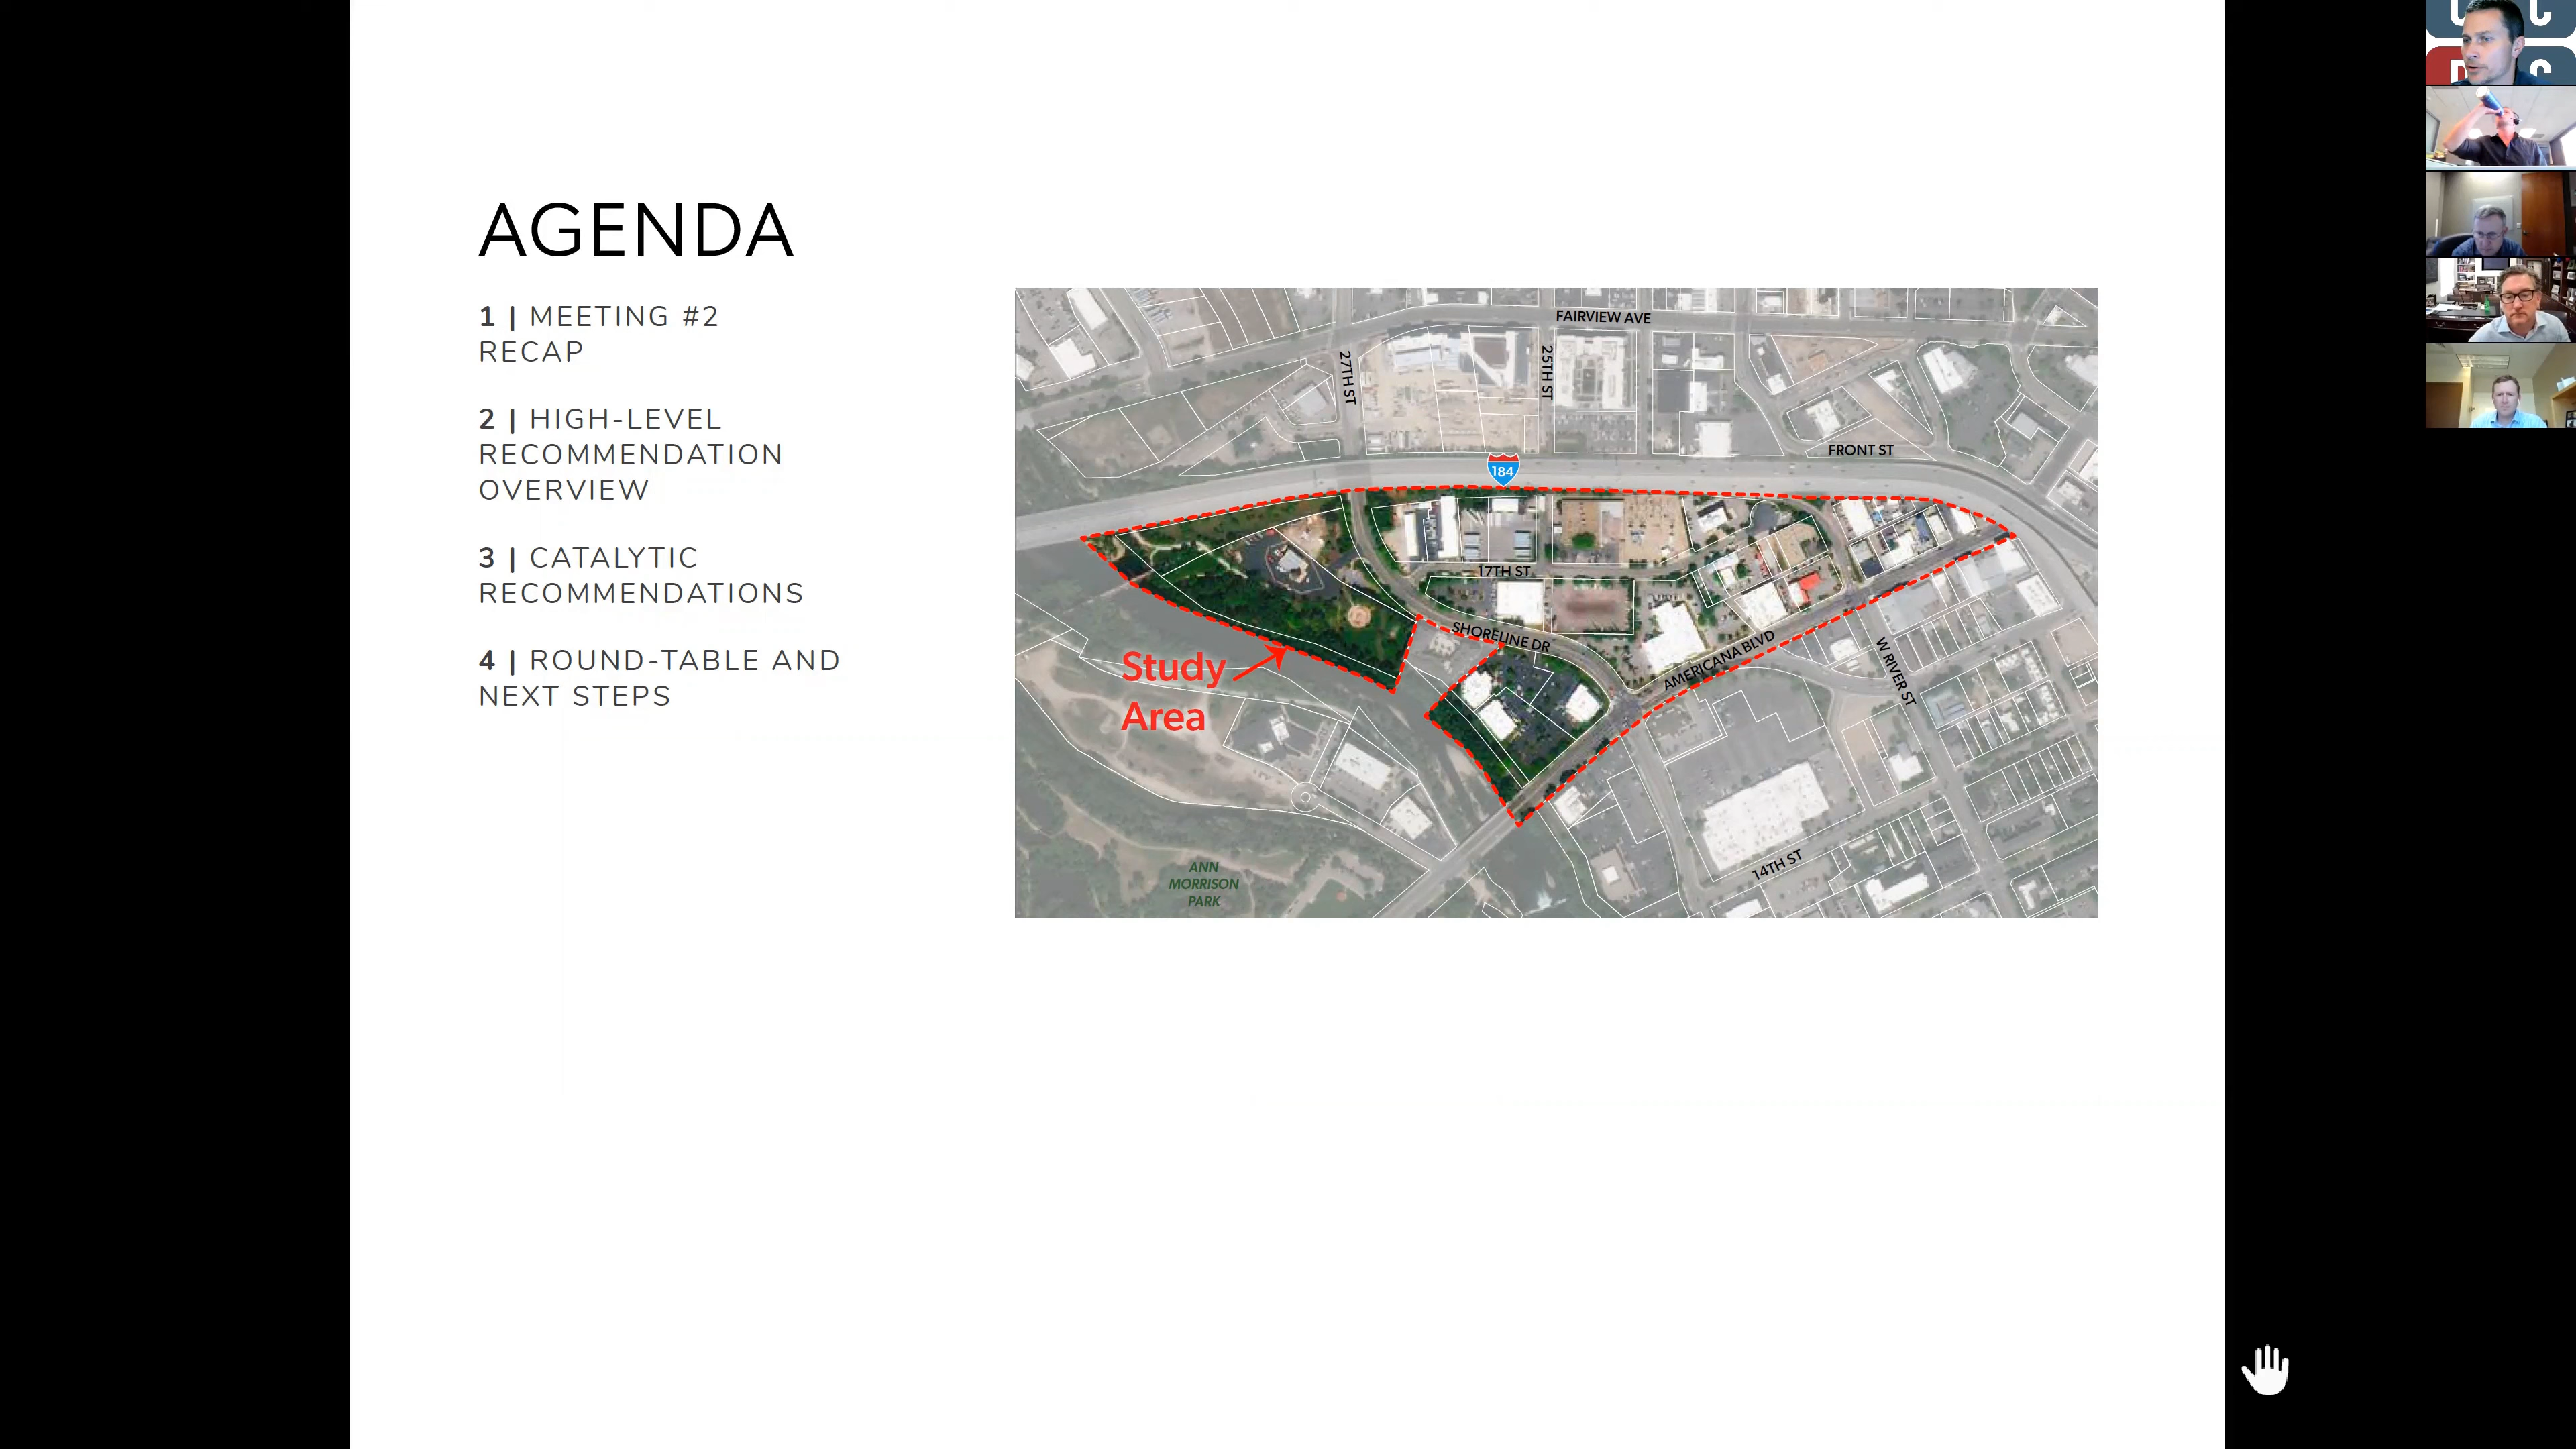 AGENDA
1 | MEETING #2
RECAP
2 | HIGH-LEVEL
RECOMMENDATION
OVERVIEW
3 | CATALYTIC
RECOMMENDATIONS
4 | ROUND-TABLE AND
NEXT STEPS
FAIRVIEW AVE
27TH ST
25TH ST
FRONT ST
184
17TH ST
SHORELINE DR
AMERICANA BLVD
W RIVER ST
Study
Area
14TH ST
ANN
MORRISON
PARK